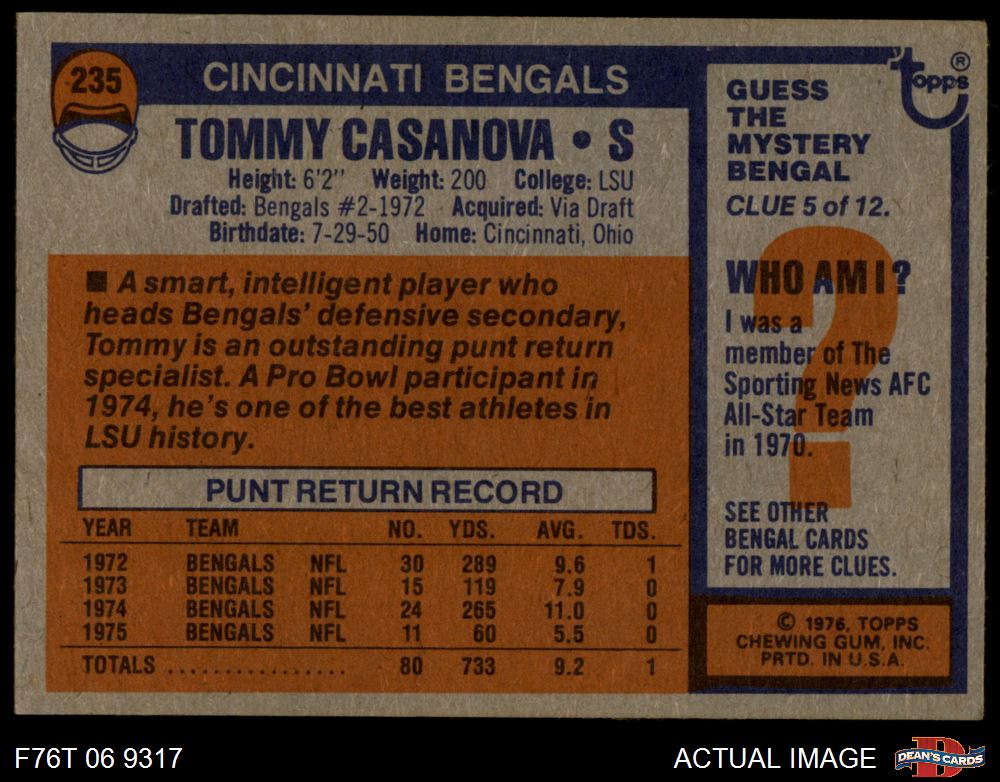 235
CINCINNATI BENGALS
TOMMY CASANOVA • S
Height: 6'2" Weight: 200 College: LSU
Drafted: Bengals #2-1972 Acquired: Via Draft
Birthdate: 7-29-50 Home: Cincinnati, Ohio
■ A smart, intelligent player who
heads Bengals' defensive secondary,
Tommy is an outstanding punt return
specialist. A Pro Bowl participant in
1974, he's one of the best athletes in
LSU history.
PUNT RETURN RECORD
YEAR TEAM NO. YDS. AVG. TDS.
1972 BENGALS NFL 30 289 9.6 1
1973 BENGALS NFL 15 119 7.9 0
1974 BENGALS NFL 24 265 11.0 0
1975 BENGALS NFL 11 60 5.5 0
TOTALS ................ 80 733 9.2 1
topps ®
GUESS
THE
MYSTERY
BENGAL
CLUE 5 of 12.
?
WHO AM I?
I was a
member of The
Sporting News AFC
All-Star Team
in 1970.
SEE OTHER
BENGAL CARDS
FOR MORE CLUES.
© 1976, TOPPS
CHEWING GUM, INC.
PRTD. IN U.S.A.
F76T 06 9317
ACTUAL IMAGE
D
DEAN'S CARDS